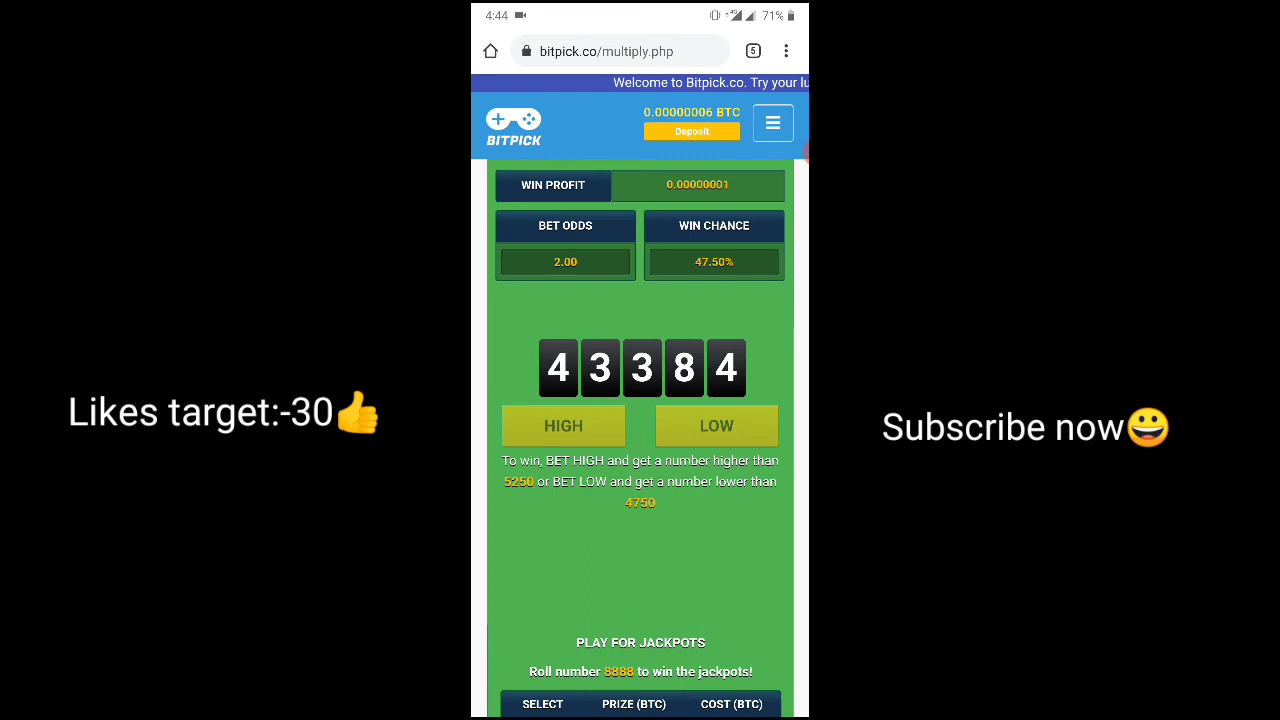 4:44
4G
71%
bitpick.co/multiply.php
5
Welcome to Bitpick.co. Try your lu
BITPICK
0.00000006 BTC
Deposit
WIN PROFIT
0.00000001
BET ODDS
WIN CHANCE
2.00
47.50%
4 3 3 8 4
HIGH
LOW
To win, BET HIGH and get a number higher than
5250 or BET LOW and get a number lower than
4750
PLAY FOR JACKPOTS
Roll number 8888 to win the jackpots!
SELECT
PRIZE (BTC)
COST (BTC)
Likes target:-30👍
Subscribe now😀